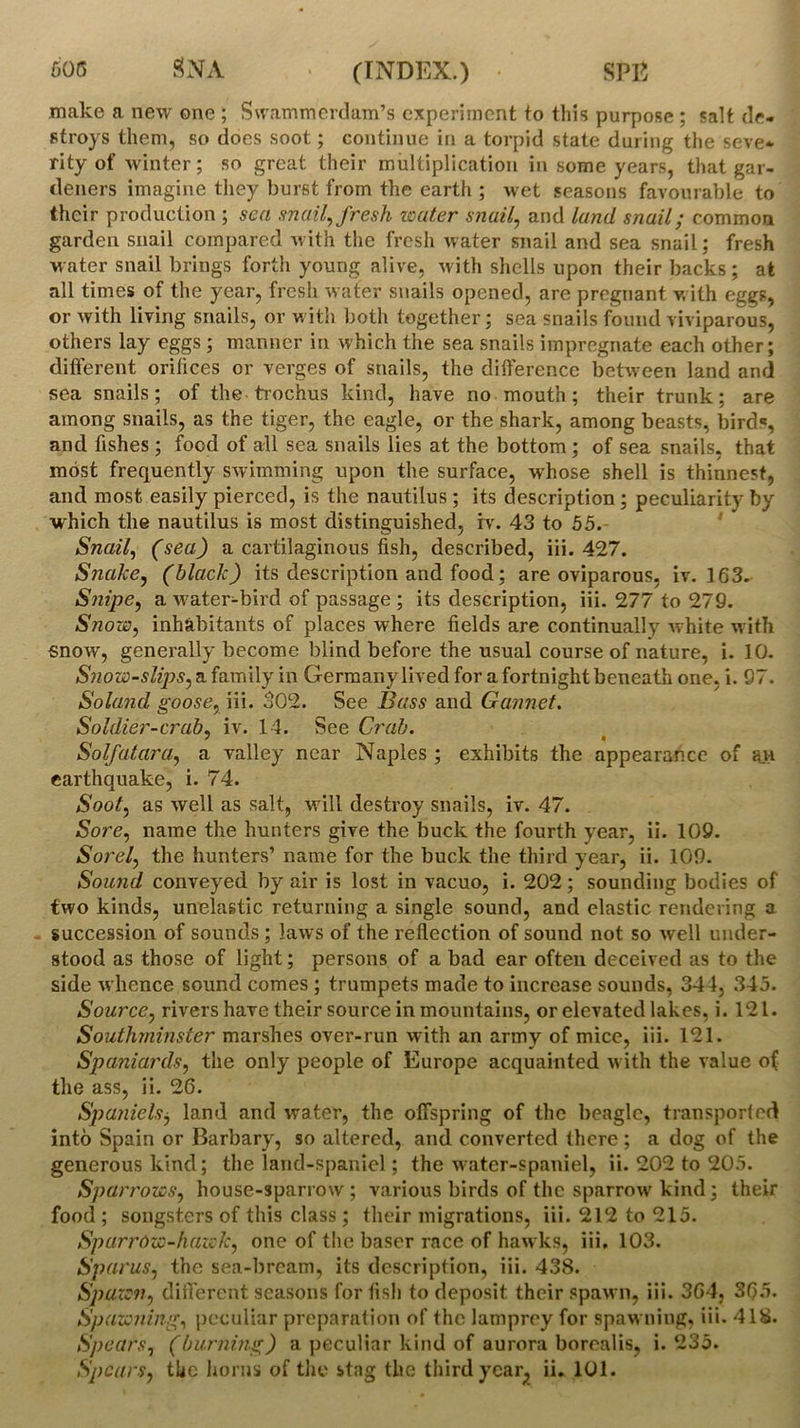 606 SNA (INDEX.) SPE
make a new one ; Swammerdam's experiment to this purpose ; salt de-
stroys them, so does soot ; continue in a torpid state during the seve-
rity of winter ; so great their multiplication in some years, that gar-
deners imagine they burst from the earth ; wet seasons favourable to
their production ; sea snail, fresh water snail, and land snail ; common
garden snail compared with the fresh water snail and sea snail ; fresh
water snail brings forth young alive, with shells upon their backs ; at
all times of the year, fresh water snails opened, are pregnant with eggs,
or with living snails, or with both together ; sea snails found viviparous,
others lay eggs ; manner in which the sea snails impregnate each other ;
different orifices or verges of snails, the difference between land and
sea snails ; of the trochus kind, have no mouth ; their trunk ; are
among snails, as the tiger, the eagle, or the shark, among beasts, birds,
and fishes ; food of all sea snails lies at the bottom ; of sea snails, that
most frequently swimming upon the surface, whose shell is thinnest,
and most easily pierced, is the nautilus ; its description ; peculiarity by
which the nautilus is most distinguished, iv. 43 to 55.
Snail, (sea) a cartilaginous fish, described, iii. 427.
Snake, (black) its description and food ; are oviparous, iv. 163.
Snipe, a water-bird of passage ; its description, iii. 277 to 279.
Snow, inhabitants of places where fields are continually white with
snow, generally become blind before the usual course of nature, i. 10.
Snow-slips, a family in Germany lived for a fortnight beneath one, i. 97.
Soland goose, iii. 302. See Bass and Gannet.
Soldier-crab, iv. 14. See Crab.
Solfatara, a valley near Naples ; exhibits the appearance of an
earthquake, i. 74.
Soot, as well as salt, will destroy snails, iv. 47.
Sore, name the hunters give the buck the fourth year, ii. 109.
Sorel, the hunters' name for the buck the third year, ii. 109.
Sound conveyed by air is lost in vacuo, i. 202 ; sounding bodies of
two kinds, unelastic returning a single sound, and elastic rendering a
succession of sounds ; laws of the reflection of sound not so well under-
stood as those of light ; persons of a bad ear often deceived as to the
side whence sound comes ; trumpets made to increase sounds, 344, 345.
Source, rivers have their source in mountains, or elevated lakes, i. 121.
Southminster marshes over-run with an army of mice, iii. 121.
Spaniards, the only people of Europe acquainted with the value of
the ass, ii. 26.
Spaniels, land and water, the offspring of the beagle, transported
into Spain or Barbary, so altered, and converted there ; a dog of the
generous kind ; the land-spaniel ; the water-spaniel, ii. 202 to 205.
Sparrows, house-sparrow ; various birds of the sparrow kind ; their
food ; songsters of this class ; their migrations, iii. 212 to 215.
Sparrow-hawk, one of the baser race of hawks, iii. 103.
Sparus, the sea-bream, its description, iii. 438.
Spawn, different seasons for fish to deposit their spawn, iii. 364, 365.
Spawning, peculiar preparation of the lamprey for spawning, iii. 418.
Spears, (burning) a peculiar kind of aurora borealis, i. 235.
Spears, the horns of the stag the third year, ii. 101.